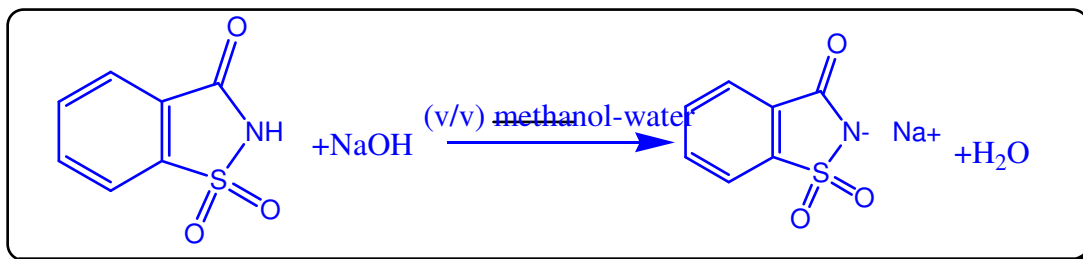 O
NH
S
O
O
+NaOH
(v/v) methanol-water
O
N-
Na+
S
O
O
+H₂O